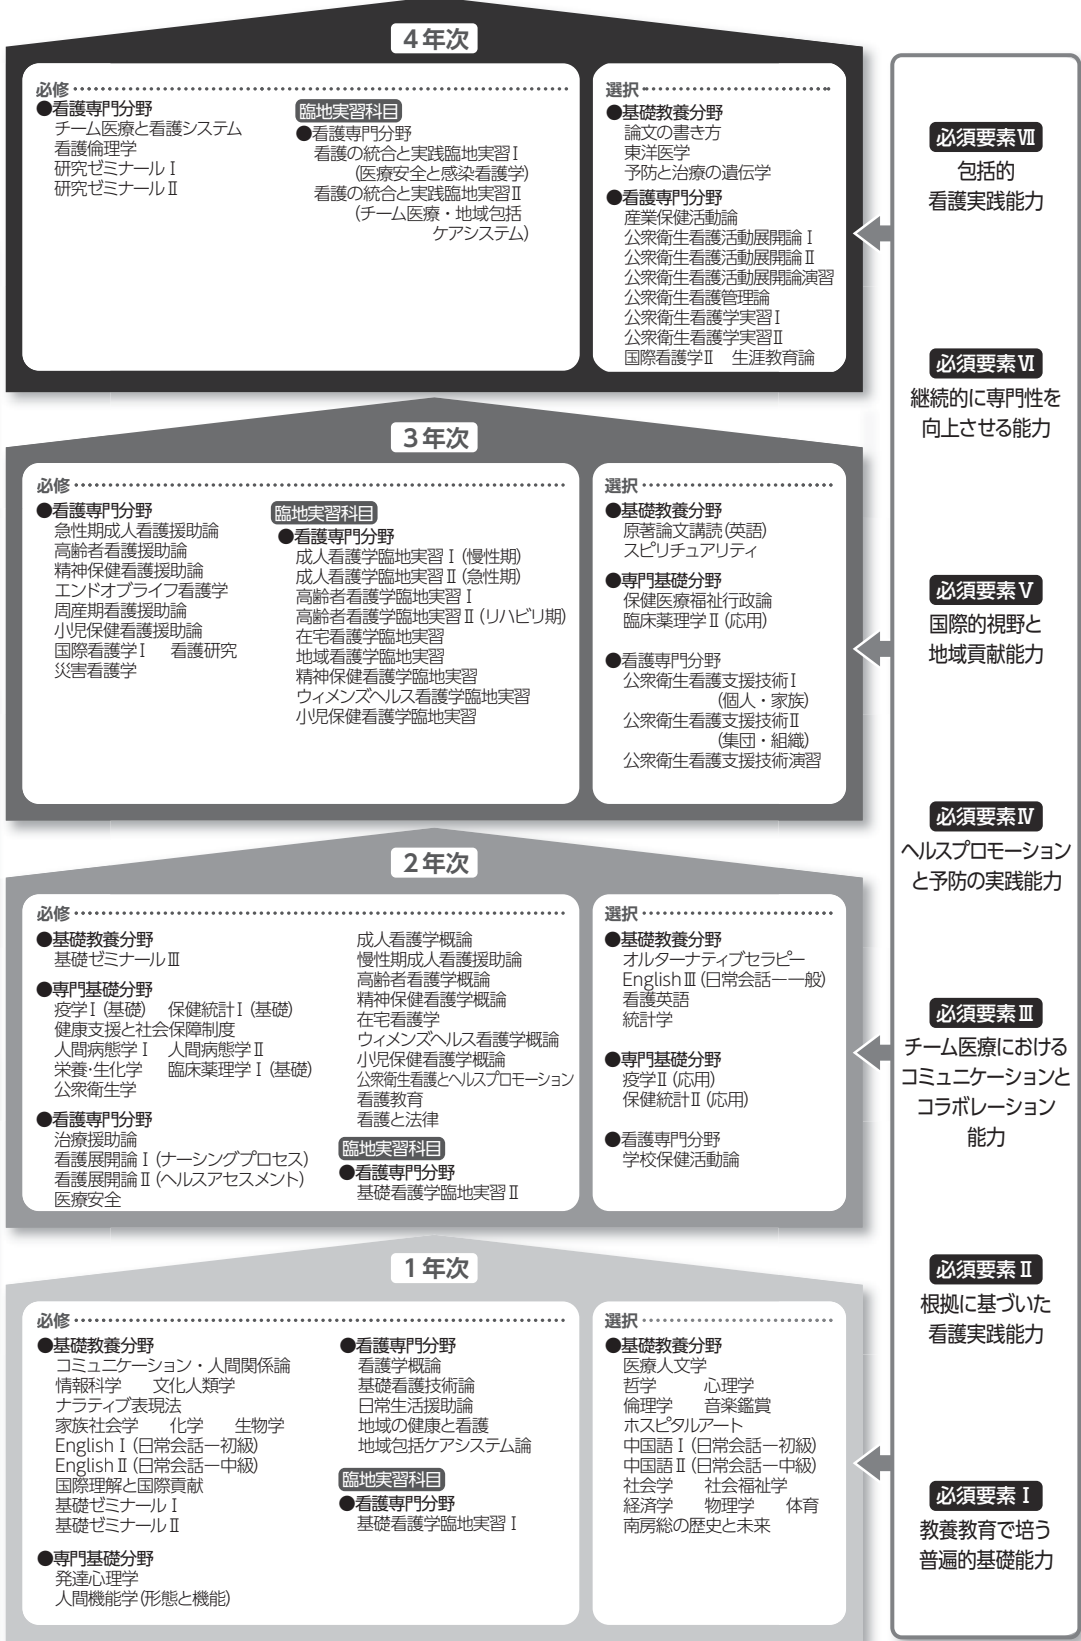 4年次
必修
●看護専門分野
チーム医療と看護システム
看護倫理学
研究ゼミナールⅠ
研究ゼミナールⅡ
臨地実習科目
●看護専門分野
看護の統合と実践臨地実習Ⅰ
(医療安全と感染看護学)
看護の統合と実践臨地実習Ⅱ
(チーム医療・地域包括
ケアシステム)
選択
●基礎教養分野
論文の書き方
東洋医学
予防と治療の遺伝学
●看護専門分野
産業保健活動論
公衆衛生看護活動展開論Ⅰ
公衆衛生看護活動展開論Ⅱ
公衆衛生看護活動展開論演習
公衆衛生看護管理論
公衆衛生看護学実習Ⅰ
公衆衛生看護学実習Ⅱ
国際看護学Ⅱ 生涯教育論
3年次
必修
●看護専門分野
急性期成人看護援助論
高齢者看護援助論
精神保健看護援助論
エンドオブライフ看護学
周産期看護援助論
小児保健看護援助論
国際看護学Ⅰ 看護研究
災害看護学
臨地実習科目
●看護専門分野
成人看護学臨地実習Ⅰ(慢性期)
成人看護学臨地実習Ⅱ(急性期)
高齢者看護学臨地実習Ⅰ
高齢者看護学臨地実習Ⅱ(リハビリ期)
在宅看護学臨地実習
地域看護学臨地実習
精神保健看護学臨地実習
ウィメンズヘルス看護学臨地実習
小児保健看護学臨地実習
選択
●基礎教養分野
原著論文講読(英語)
スピリチュアリティ
●専門基礎分野
保健医療福祉行政論
臨床薬理学Ⅱ(応用)
●看護専門分野
公衆衛生看護支援技術Ⅰ
(個人・家族)
公衆衛生看護支援技術Ⅱ
(集団・組織)
公衆衛生看護支援技術演習
2年次
必修
●基礎教養分野
基礎ゼミナールⅢ
●専門基礎分野
疫学Ⅰ(基礎) 保健統計Ⅰ(基礎)
健康支援と社会保障制度
人間病態学Ⅰ 人間病態学Ⅱ
栄養・生化学 臨床薬理学Ⅰ(基礎)
公衆衛生学
●看護専門分野
治療援助論
看護展開論Ⅰ(ナーシングプロセス)
看護展開論Ⅱ(ヘルスアセスメント)
医療安全
成人看護学概論
慢性期成人看護援助論
高齢者看護学概論
精神保健看護学概論
在宅看護学
ウィメンズヘルス看護学概論
小児保健看護学概論
公衆衛生看護とヘルスプロモーション
看護教育
看護と法律
臨地実習科目
●看護専門分野
基礎看護学臨地実習Ⅱ
選択
●基礎教養分野
オルターナティブセラピー
EnglishⅢ(日常会話ー一般)
看護英語
統計学
●専門基礎分野
疫学Ⅱ(応用)
保健統計Ⅱ(応用)
●看護専門分野
学校保健活動論
1年次
必修
●基礎教養分野
コミュニケーション・人間関係論
情報科学 文化人類学
ナラティブ表現法
家族社会学 化学 生物学
EnglishⅠ(日常会話ー初級)
EnglishⅡ(日常会話ー中級)
国際理解と国際貢献
基礎ゼミナールⅠ
基礎ゼミナールⅡ
●専門基礎分野
発達心理学
人間機能学(形態と機能)
●看護専門分野
看護学概論
基礎看護技術論
日常生活援助論
地域の健康と看護
地域包括ケアシステム論
臨地実習科目
●看護専門分野
基礎看護学臨地実習Ⅰ
選択
●基礎教養分野
医療人文学
哲学 心理学
倫理学 音楽鑑賞
ホスピタルアート
中国語Ⅰ(日常会話ー初級)
中国語Ⅱ(日常会話ー中級)
社会学 社会福祉学
経済学 物理学 体育
南房総の歴史と未来
必須要素Ⅶ
包括的
看護実践能力
必須要素Ⅵ
継続的に専門性を
向上させる能力
必須要素Ⅴ
国際的視野と
地域貢献能力
必須要素Ⅳ
ヘルスプロモーション
と予防の実践能力
必須要素Ⅲ
チーム医療における
コミュニケーションと
コラボレーション
能力
必須要素Ⅱ
根拠に基づいた
看護実践能力
必須要素Ⅰ
教養教育で培う
普遍的基礎能力